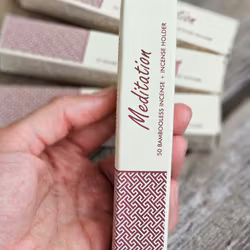 Meditation
50 BAMBOOLESS INCENSE + INCENSE HOLDER